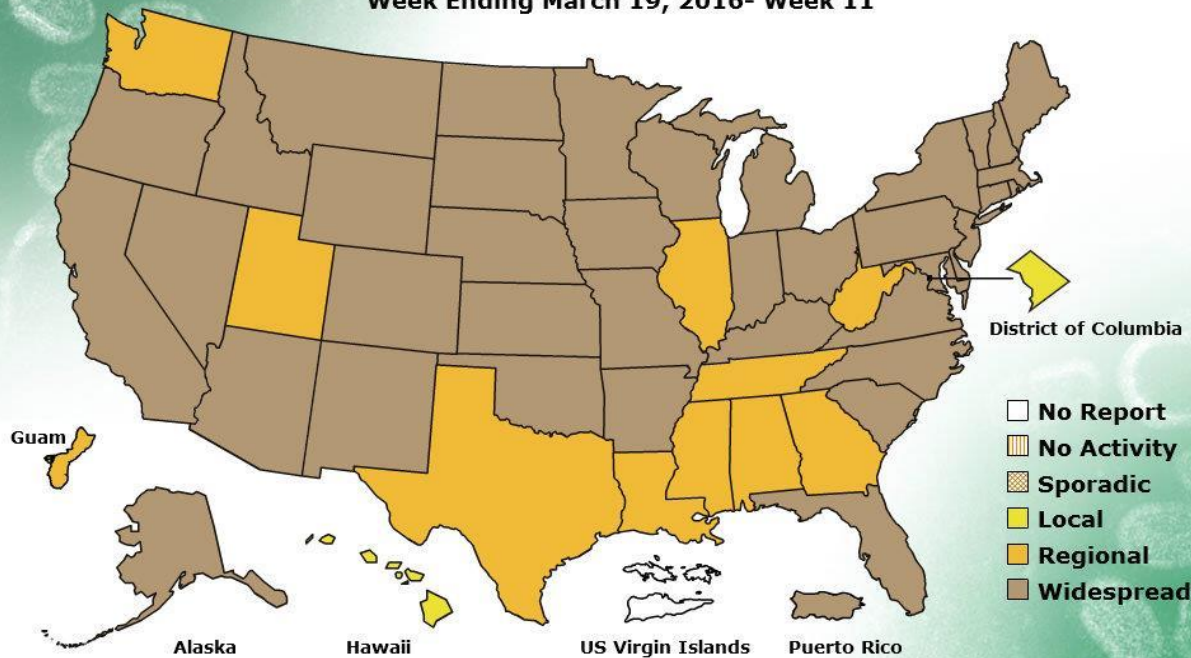 Week Ending March 19, 2016- Week 11
District of Columbia
No Report
No Activity
Guam
Sporadic
Local
Regional
Widespread
Alaska
Hawaii
US Virgin Islands
Puerto Rico